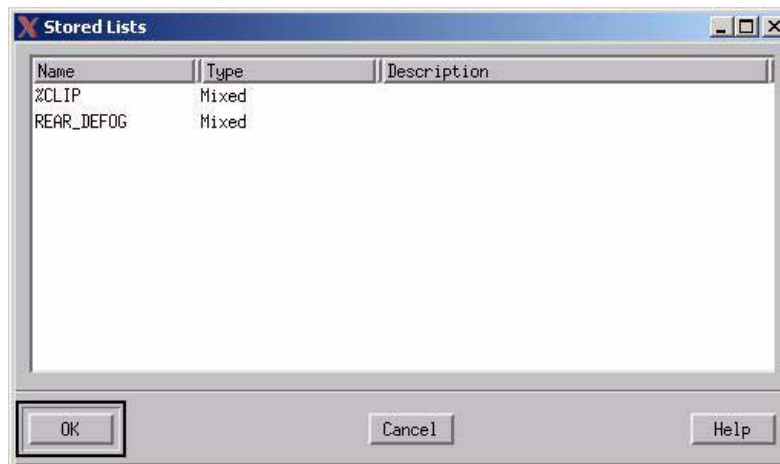 Stored Lists
Name Type Description
%CLIP Mixed
REAR_DEFOG Mixed
OK Cancel Help